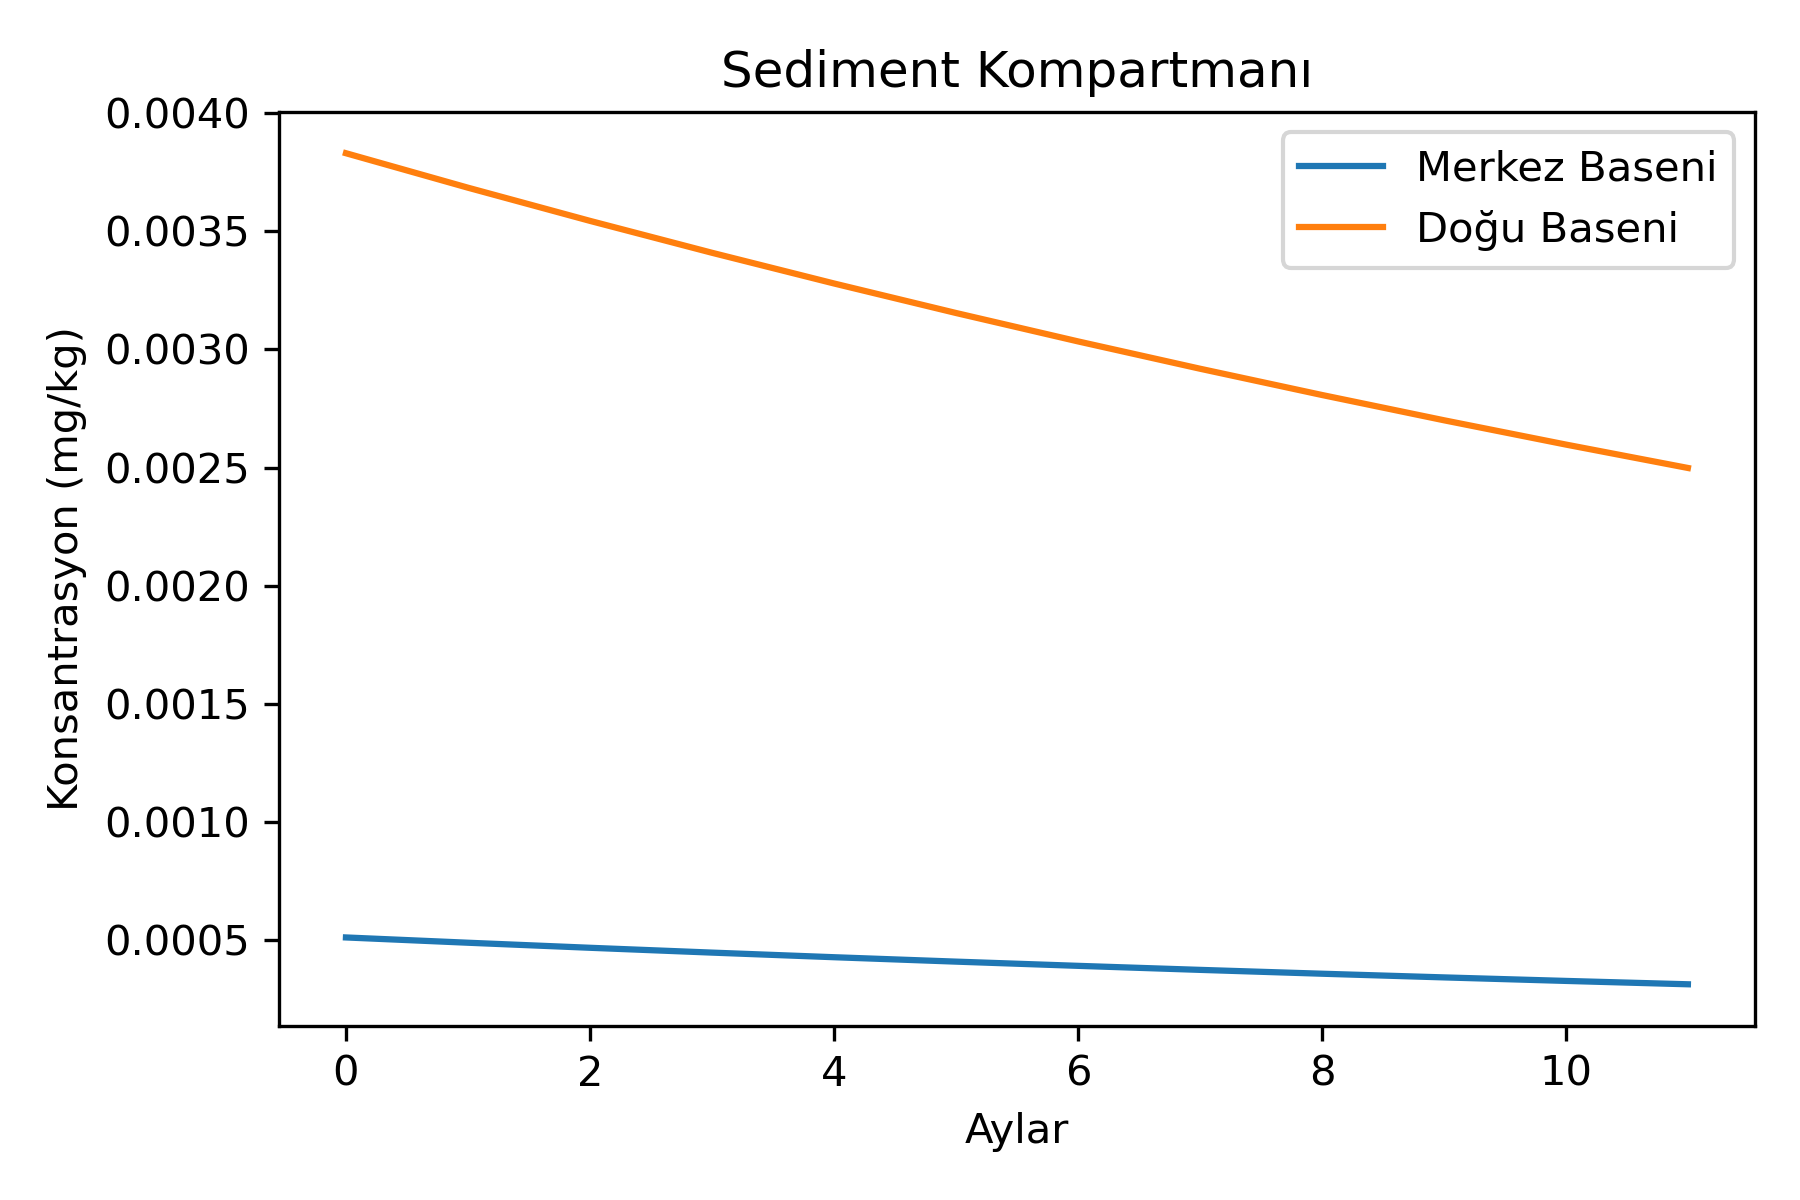 Sediment Kompartmanı
Merkez Baseni
Doğu Baseni
Konsantrasyon (mg/kg)
0.0040
0.0035
0.0030
0.0025
0.0020
0.0015
0.0010
0.0005
0 2 4 6 8 10
Aylar